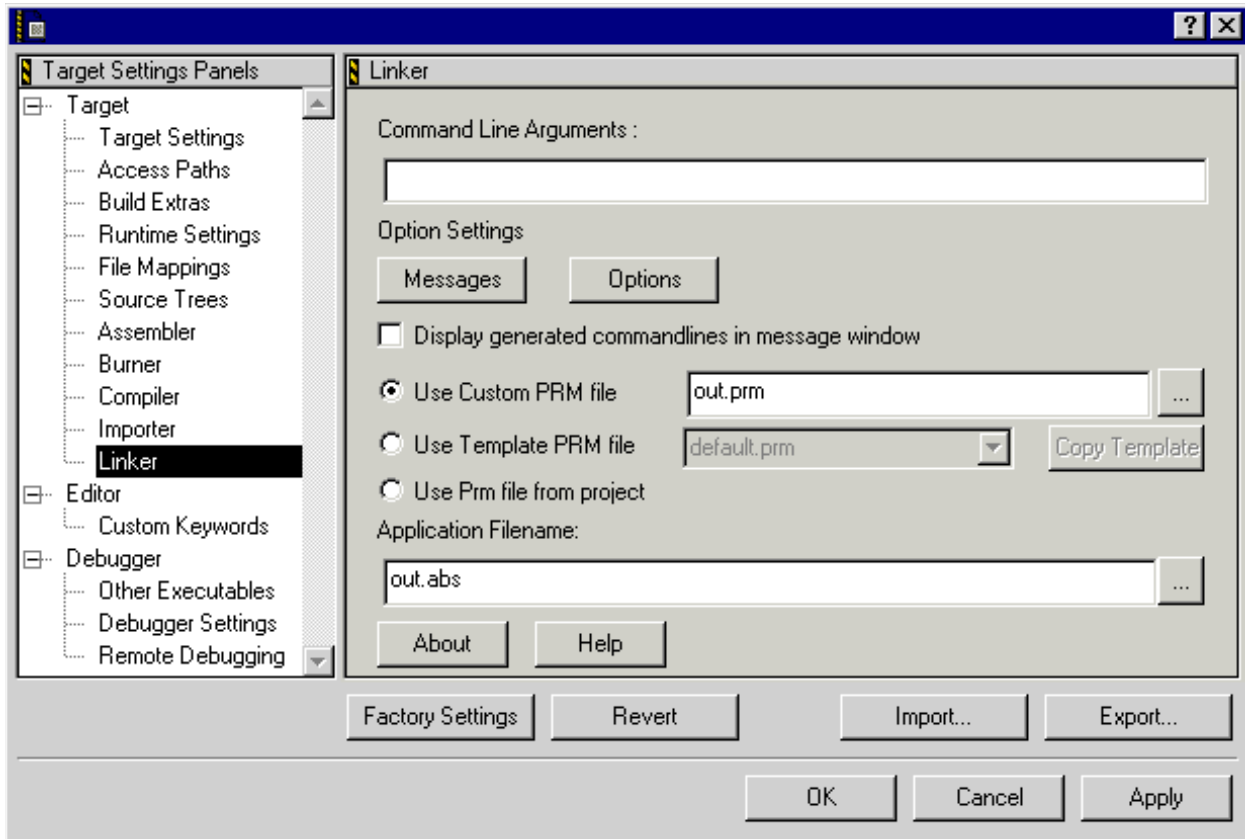 Target Settings Panels
Target
Target Settings
Access Paths
Build Extras
Runtime Settings
File Mappings
Source Trees
Assembler
Burner
Compiler
Importer
Linker
Editor
Custom Keywords
Debugger
Other Executables
Debugger Settings
Remote Debugging
Linker
Command Line Arguments :
Option Settings
Messages Options
Display generated commandlines in message window
Use Custom PRM file out.prm ...
Use Template PRM file default.prm Copy Template
Use Prm file from project
Application Filename:
out.abs ...
About Help
Factory Settings Revert Import... Export...
OK Cancel Apply